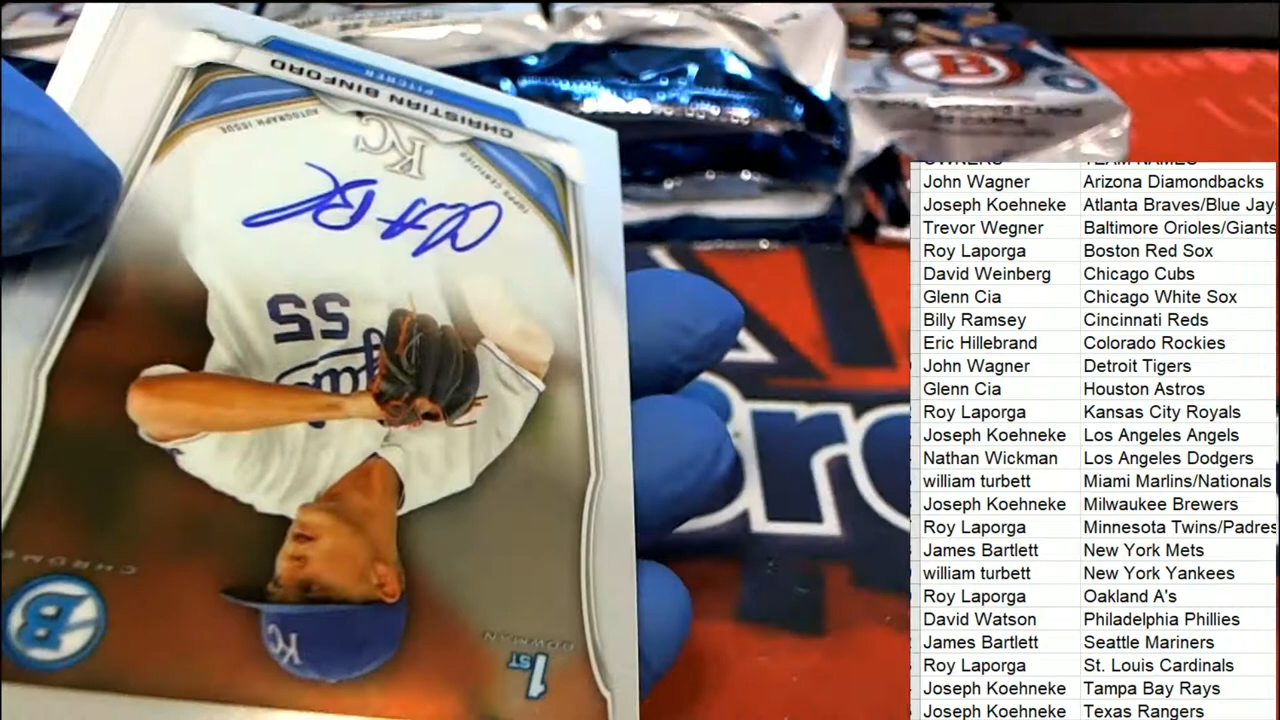 CHRISTIAN BINFORD
PITCHER
KC
AUTOGRAPH ISSUE
TOPPS CERTIFIED
55
KC
CHROME
B
BOWMAN
1ST
B
OWNERS TEAM NAMES
John Wagner Arizona Diamondbacks
Joseph Koehneke Atlanta Braves/Blue Jay
Trevor Wegner Baltimore Orioles/Giants
Roy Laporga Boston Red Sox
David Weinberg Chicago Cubs
Glenn Cia Chicago White Sox
Billy Ramsey Cincinnati Reds
Eric Hillebrand Colorado Rockies
John Wagner Detroit Tigers
Glenn Cia Houston Astros
Roy Laporga Kansas City Royals
Joseph Koehneke Los Angeles Angels
Nathan Wickman Los Angeles Dodgers
william turbett Miami Marlins/Nationals
Joseph Koehneke Milwaukee Brewers
Roy Laporga Minnesota Twins/Padres
James Bartlett New York Mets
william turbett New York Yankees
Roy Laporga Oakland A's
David Watson Philadelphia Phillies
James Bartlett Seattle Mariners
Roy Laporga St. Louis Cardinals
Joseph Koehneke Tampa Bay Rays
Joseph Koehneke Texas Rangers